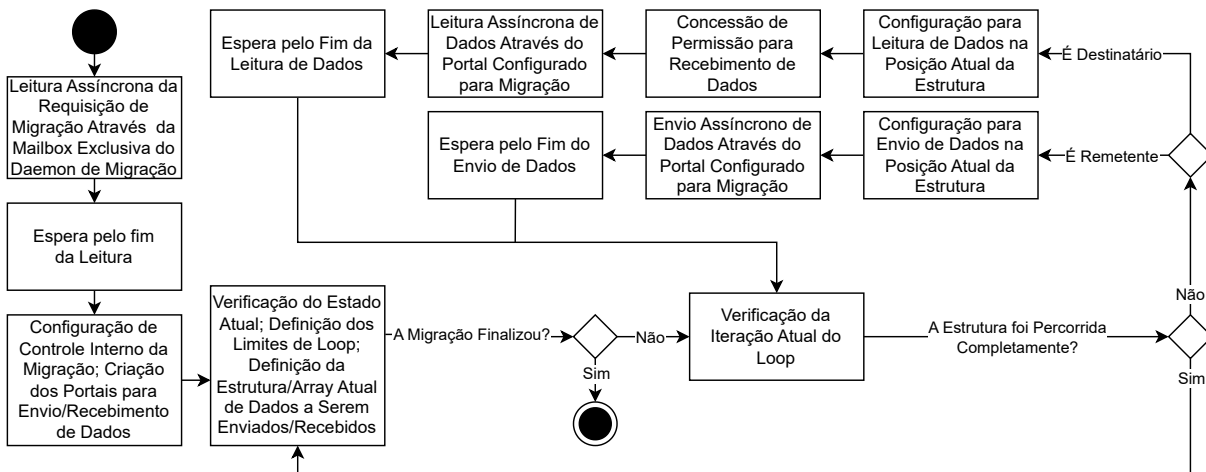 Leitura Assíncrona da
Requisição de
Migração Através da
Mailbox Exclusiva do
Daemon de Migração
Espera pelo fim
da Leitura
Configuração de
Controle Interno da
Migração; Criação
dos Portais para
Envio/Recebimento
de Dados
Verificação do Estado
Atual; Definição dos
Limites de Loop;
Definição da
Estrutura/Array Atual
de Dados a Serem
Enviados/Recebidos
A Migração Finalizou?
Não
Sim
Verificação da
Iteração Atual do
Loop
A Estrutura foi Percorrida
Completamente?
Não
Sim
É Destinatário
É Remetente
Configuração para
Leitura de Dados na
Posição Atual da
Estrutura
Concessão de
Permissão para
Recebimento de
Dados
Leitura Assíncrona de
Dados Através do
Portal Configurado
para Migração
Espera pelo Fim da
Leitura de Dados
Configuração para
Envio de Dados na
Posição Atual da
Estrutura
Envio Assíncrono de
Dados Através do
Portal Configurado
para Migração
Espera pelo Fim do
Envio de Dados